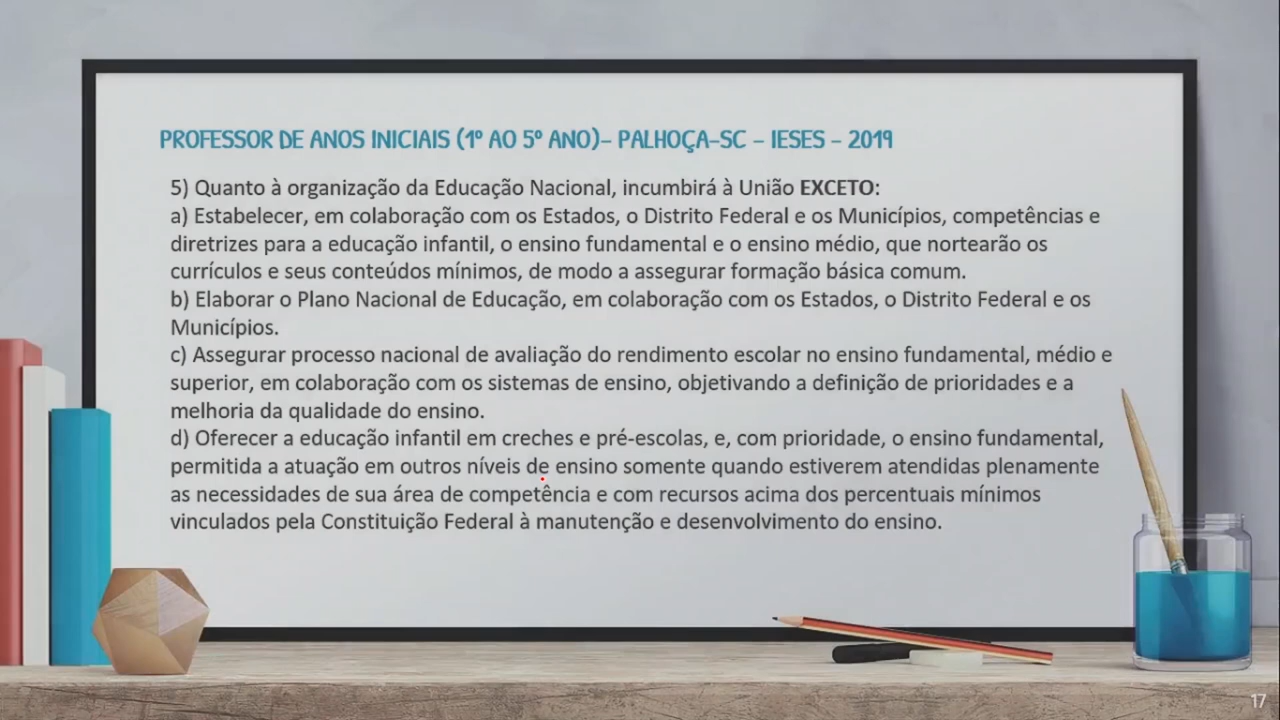 PROFESSOR DE ANOS INICIAIS (1º AO 5º ANO)- PALHOÇA-SC - IESES - 2019
5) Quanto à organização da Educação Nacional, incumbirá à União EXCETO:
a) Estabelecer, em colaboração com os Estados, o Distrito Federal e os Municípios, competências e
diretrizes para a educação infantil, o ensino fundamental e o ensino médio, que nortearão os
currículos e seus conteúdos mínimos, de modo a assegurar formação básica comum.
b) Elaborar o Plano Nacional de Educação, em colaboração com os Estados, o Distrito Federal e os
Municípios.
c) Assegurar processo nacional de avaliação do rendimento escolar no ensino fundamental, médio e
superior, em colaboração com os sistemas de ensino, objetivando a definição de prioridades e a
melhoria da qualidade do ensino.
d) Oferecer a educação infantil em creches e pré-escolas, e, com prioridade, o ensino fundamental,
permitida a atuação em outros níveis de ensino somente quando estiverem atendidas plenamente
as necessidades de sua área de competência e com recursos acima dos percentuais mínimos
vinculados pela Constituição Federal à manutenção e desenvolvimento do ensino.
17